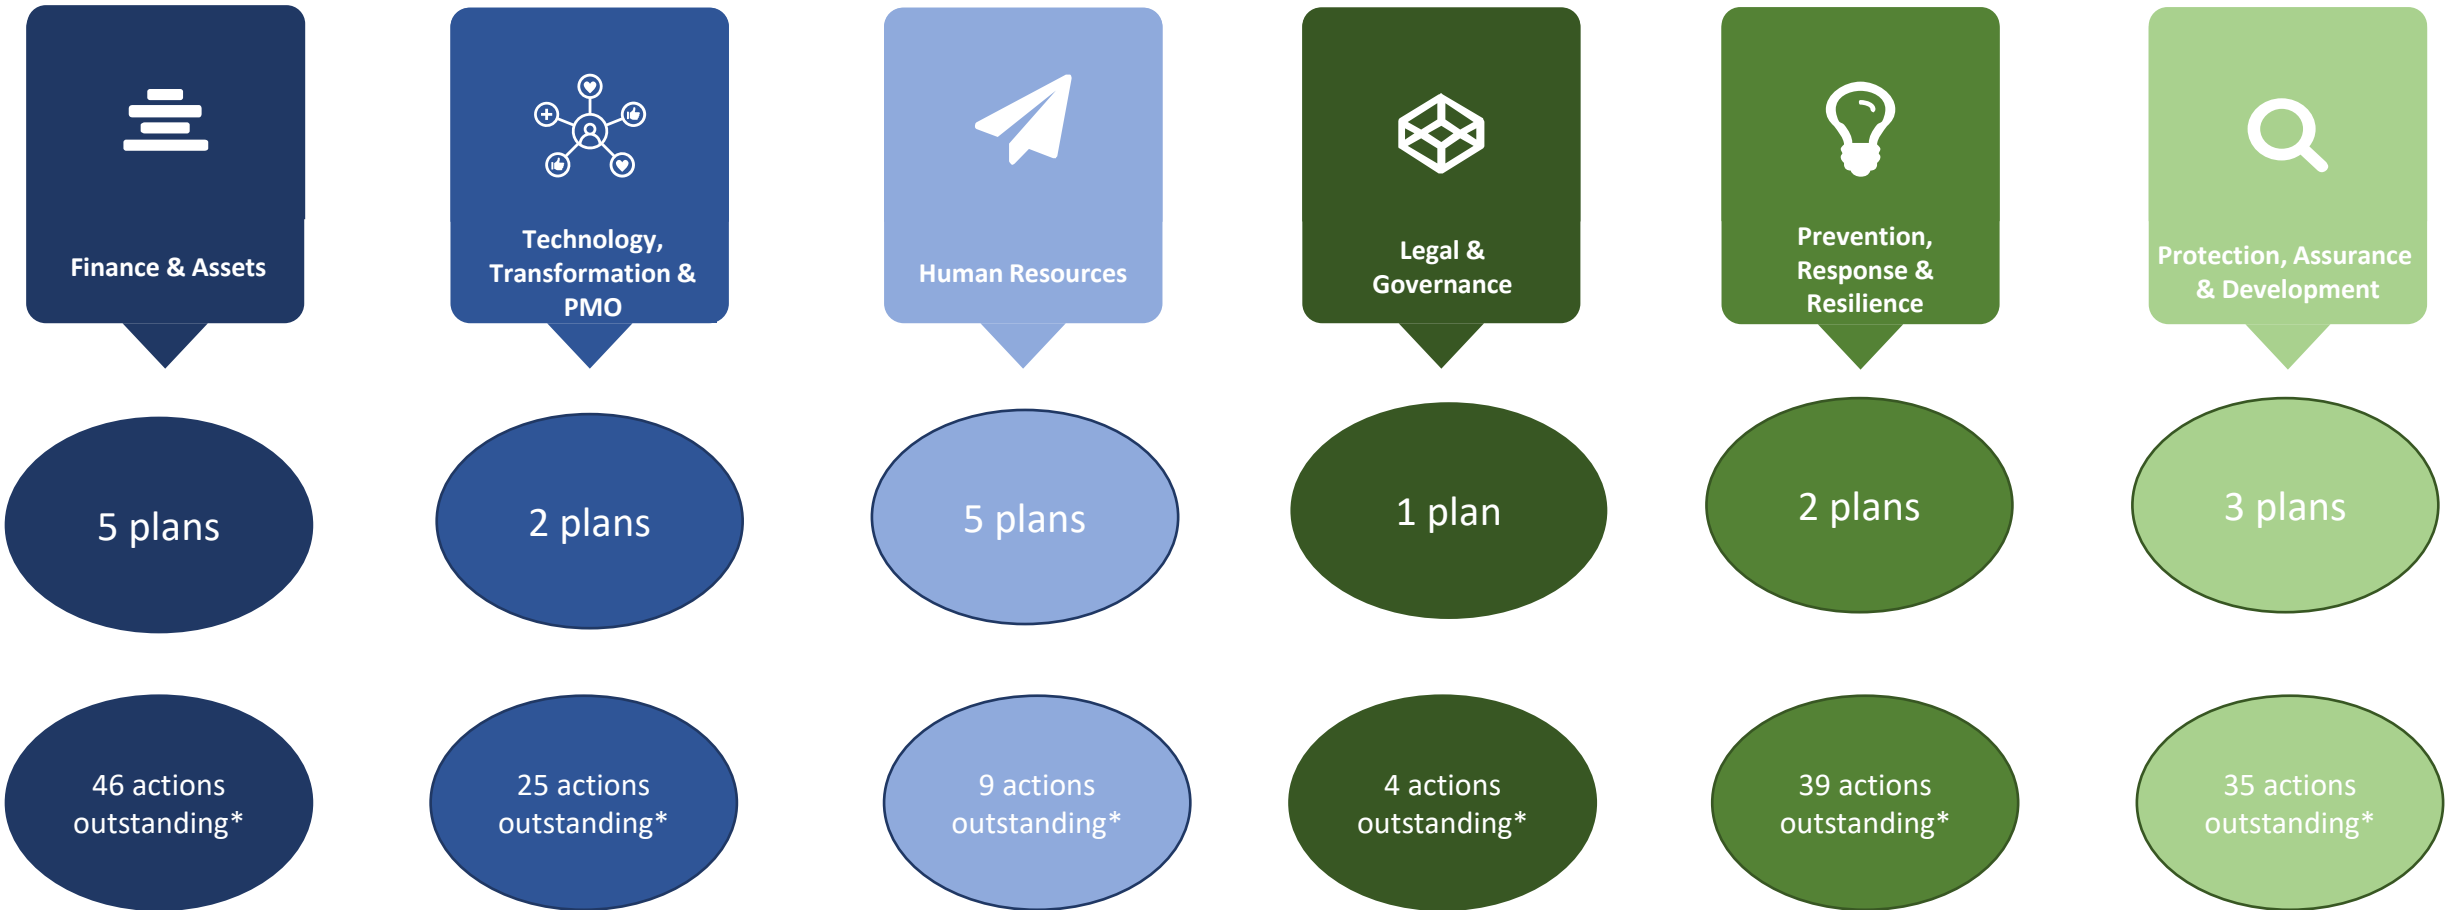 Finance & Assets
Technology,
Transformation &
PMO
Human Resources
Legal &
Governance
Prevention,
Response &
Resilience
Protection, Assurance
& Development
5 plans
2 plans
5 plans
1 plan
2 plans
3 plans
46 actions
outstanding*
25 actions
outstanding*
9 actions
outstanding*
4 actions
outstanding*
39 actions
outstanding*
35 actions
outstanding*